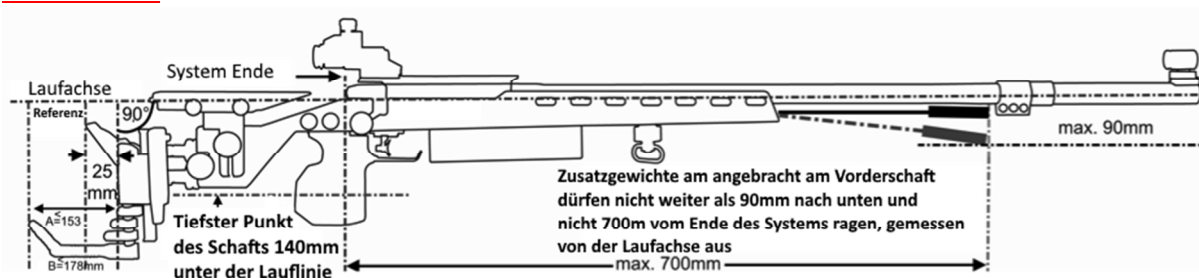 System Ende
Laufachse
Referenz
90°
max. 90mm
25
mm
Zusatzgewichte am angebracht am Vorderschaft
dürfen nicht weiter als 90mm nach unten und
nicht 700m vom Ende des Systems ragen, gemessen
von der Laufachse aus
A≤153
Tiefster Punkt
des Schafts 140mm
unter der Lauflinie
B≤178mm
max. 700mm